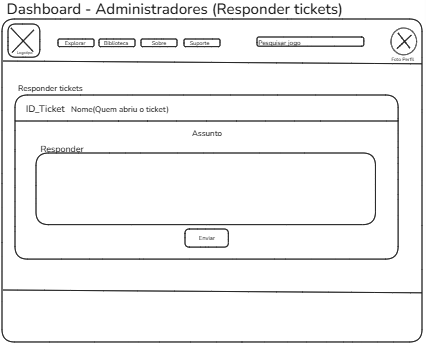 Dashboard - Administradores (Responder tickets)
Logotipo
Explorar
Biblioteca
Sobre
Suporte
Pesquisar jogo
Foto Perfil
Responder tickets
ID_Ticket Nome(Quem abriu o ticket)
Assunto
Responder
Enviar